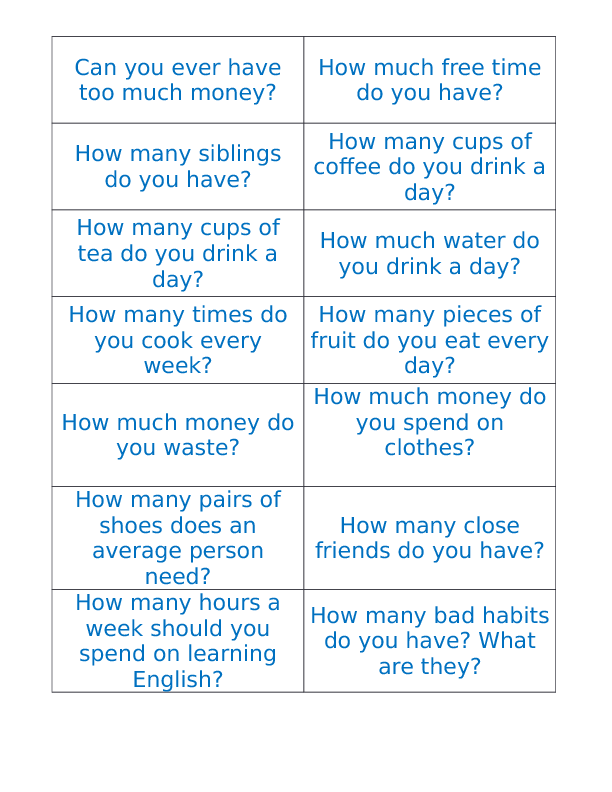 Can you ever have
too much money?
How much free time
do you have?
How many siblings
do you have?
How many cups of
coffee do you drink a
day?
How many cups of
tea do you drink a
day?
How much water do
you drink a day?
How many times do
you cook every
week?
How many pieces of
fruit do you eat every
day?
How much money do
you waste?
How much money do
you spend on
clothes?
How many pairs of
shoes does an
average person
need?
How many close
friends do you have?
How many hours a
week should you
spend on learning
English?
How many bad habits
do you have? What
are they?